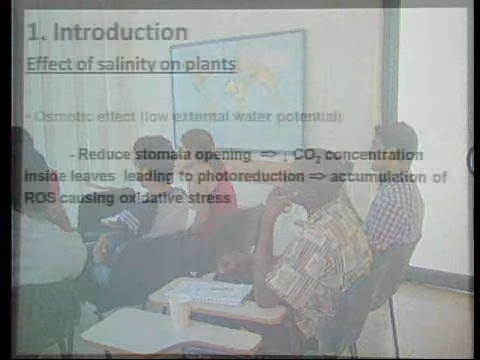 1. Introduction
Effect of salinity on plants
- Osmotic effect (low external water potential)
- Reduce stomata opening => ↓ CO₂ concentration
inside leaves leading to photoreduction => accumulation of
ROS causing oxidative stress